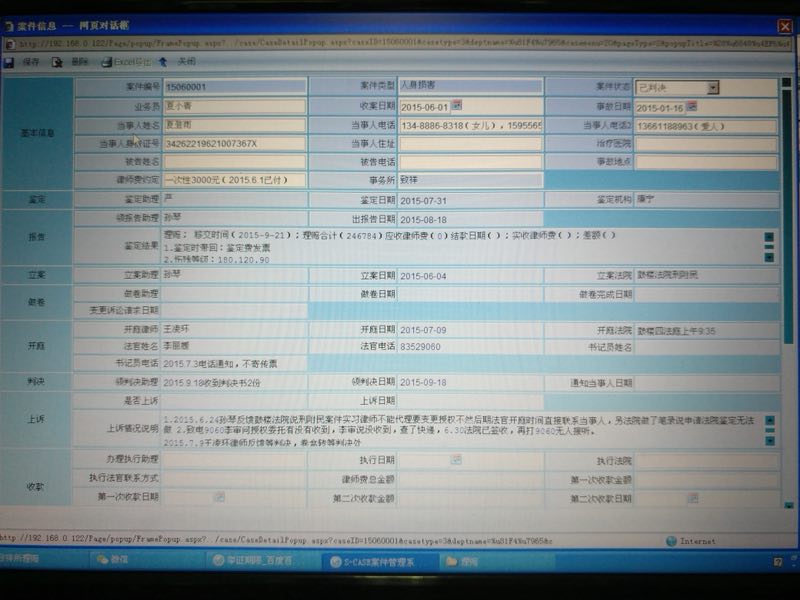 案件信息 -- 网页对话框
http://192.168.0.122/Page/popup/FramePopup.aspx?../case/CaseDetailPopup.aspx?caseID=15060001&casetype=3&deptname=%u81F4%u7965&casemenu=20&pageType=S&popupTitle=
保存 删除 Excel导出 关闭
基本信息
案件编号 15060001 案件类型 人身损害 案件状态 已判决
业务员 夏小青 收案日期 2015-06-01 事故日期 2015-01-16
当事人姓名 当事人电话 134-8886-8318(女儿), 1595565 当事人电话2 13661188963(爱人)
当事人身份证号 34262219621007367X 当事人住址 治疗医院
被告姓名 被告电话 事故地点
律师费约定 一次性3000元(2015.6.1已付) 事务所 致祥
鉴定 鉴定助理 严 鉴定日期 2015-07-31 鉴定机构 康宁
领报告助理 孙琴 出报告日期 2015-08-18
报告 鉴定结果 理赔: 移交时间(2015-9-21);理赔合计(246784)应收律师费(0)结款日期();实收律师费();差额()
1.鉴定时带回:鉴定费发票
2.伤残等级:180.120.90
立案 立案助理 孙琴 立案日期 2015-06-04 立案法院 鼓楼法院刑附民
做卷 做卷助理 做卷日期 做卷完成日期
变更诉讼请求日期
开庭 开庭律师 王凌环 开庭日期 2015-07-09 开庭法院 鼓楼四法庭上午9:35
法官姓名 李丽媛 法官电话 83529060 书记员姓名
书记员电话 2015.7.3电话通知,不寄传票
判决 领判决助理 2015.9.18收到判决书2份 领判决日期 2015-09-18 通知当事人日期
上诉 是否上诉 上诉日期
上诉情况说明 1.2015.6.24孙琴反馈鼓楼法院说刑附民案件实习律师不能代理要变更授权不然后期法官开庭时间直接联系当事人,另法院做了笔录说申请法院鉴定无法
做 2.致电9060李审问授权委托有没有收到,李审说没收到,查了快递,6.30法院已签收,再打9060无人接听。
2015.7.9王凌环律师反馈等判决,卷宗转等判决处
收款 办理执行助理 执行日期 执行法院
执行法官联系方式 律师费总金额 第一次收款金额
第一次收款日期 第二次收款金额 第二次收款日期
http://192.168.0.122/Page/popup/FramePopup.aspx?../case/CaseDetailPopup.aspx?caseID=15060001&casetype=3&deptname=%u81F4%u7965&c Internet
微信 举证期限_百度百 S-CASE案件管理系 理赔